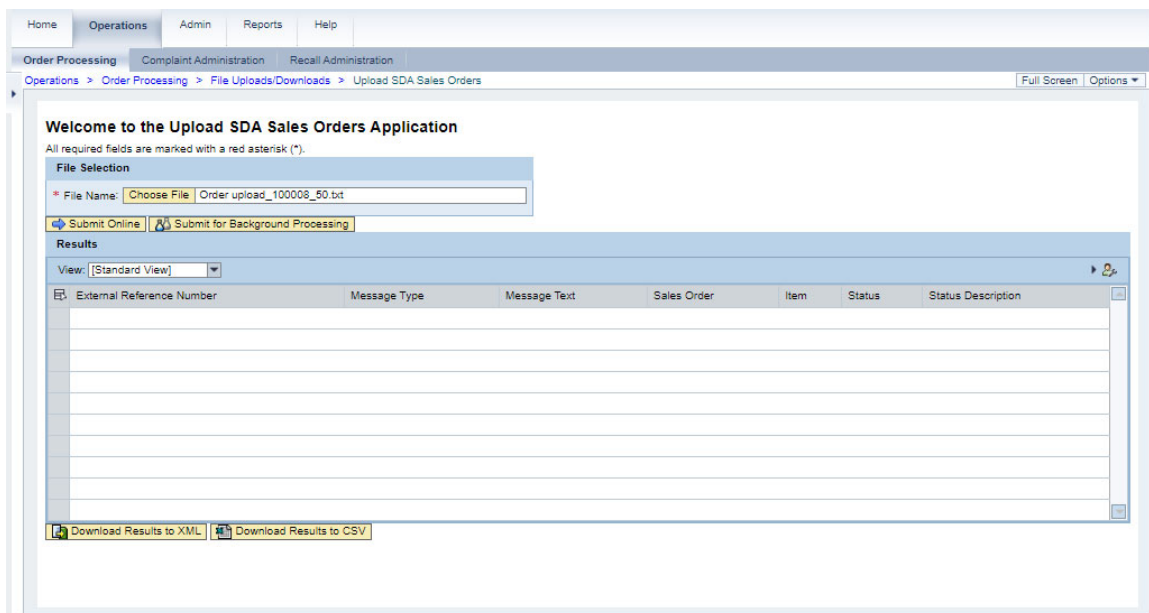 Home Operations Admin Reports Help
Order Processing Complaint Administration Recall Administration
Operations > Order Processing > File Uploads/Downloads > Upload SDA Sales Orders Full Screen Options
Welcome to the Upload SDA Sales Orders Application
All required fields are marked with a red asterisk (*).
File Selection
* File Name: Choose File Order upload_100008_50.txt
Submit Online Submit for Background Processing
Results
View: [Standard View]
External Reference Number Message Type Message Text Sales Order Item Status Status Description
Download Results to XML Download Results to CSV